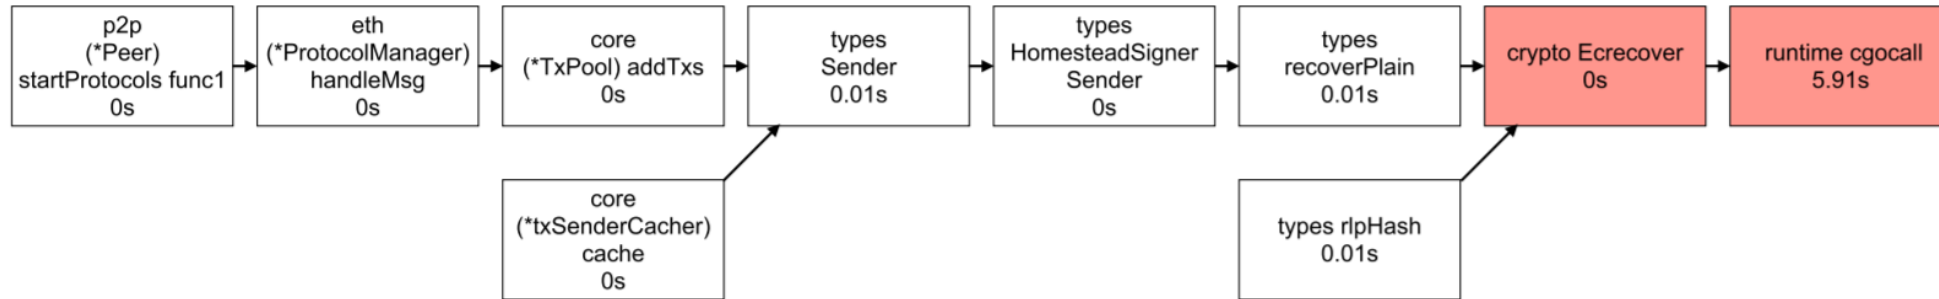 p2p
(*Peer)
startProtocols func1
0s
eth
(*ProtocolManager)
handleMsg
0s
core
(*TxPool) addTxs
0s
types
Sender
0.01s
types
HomesteadSigner
Sender
0s
types
recoverPlain
0.01s
crypto Ecrecover
0s
runtime cgocall
5.91s
core
(*txSenderCacher)
cache
0s
types rlpHash
0.01s